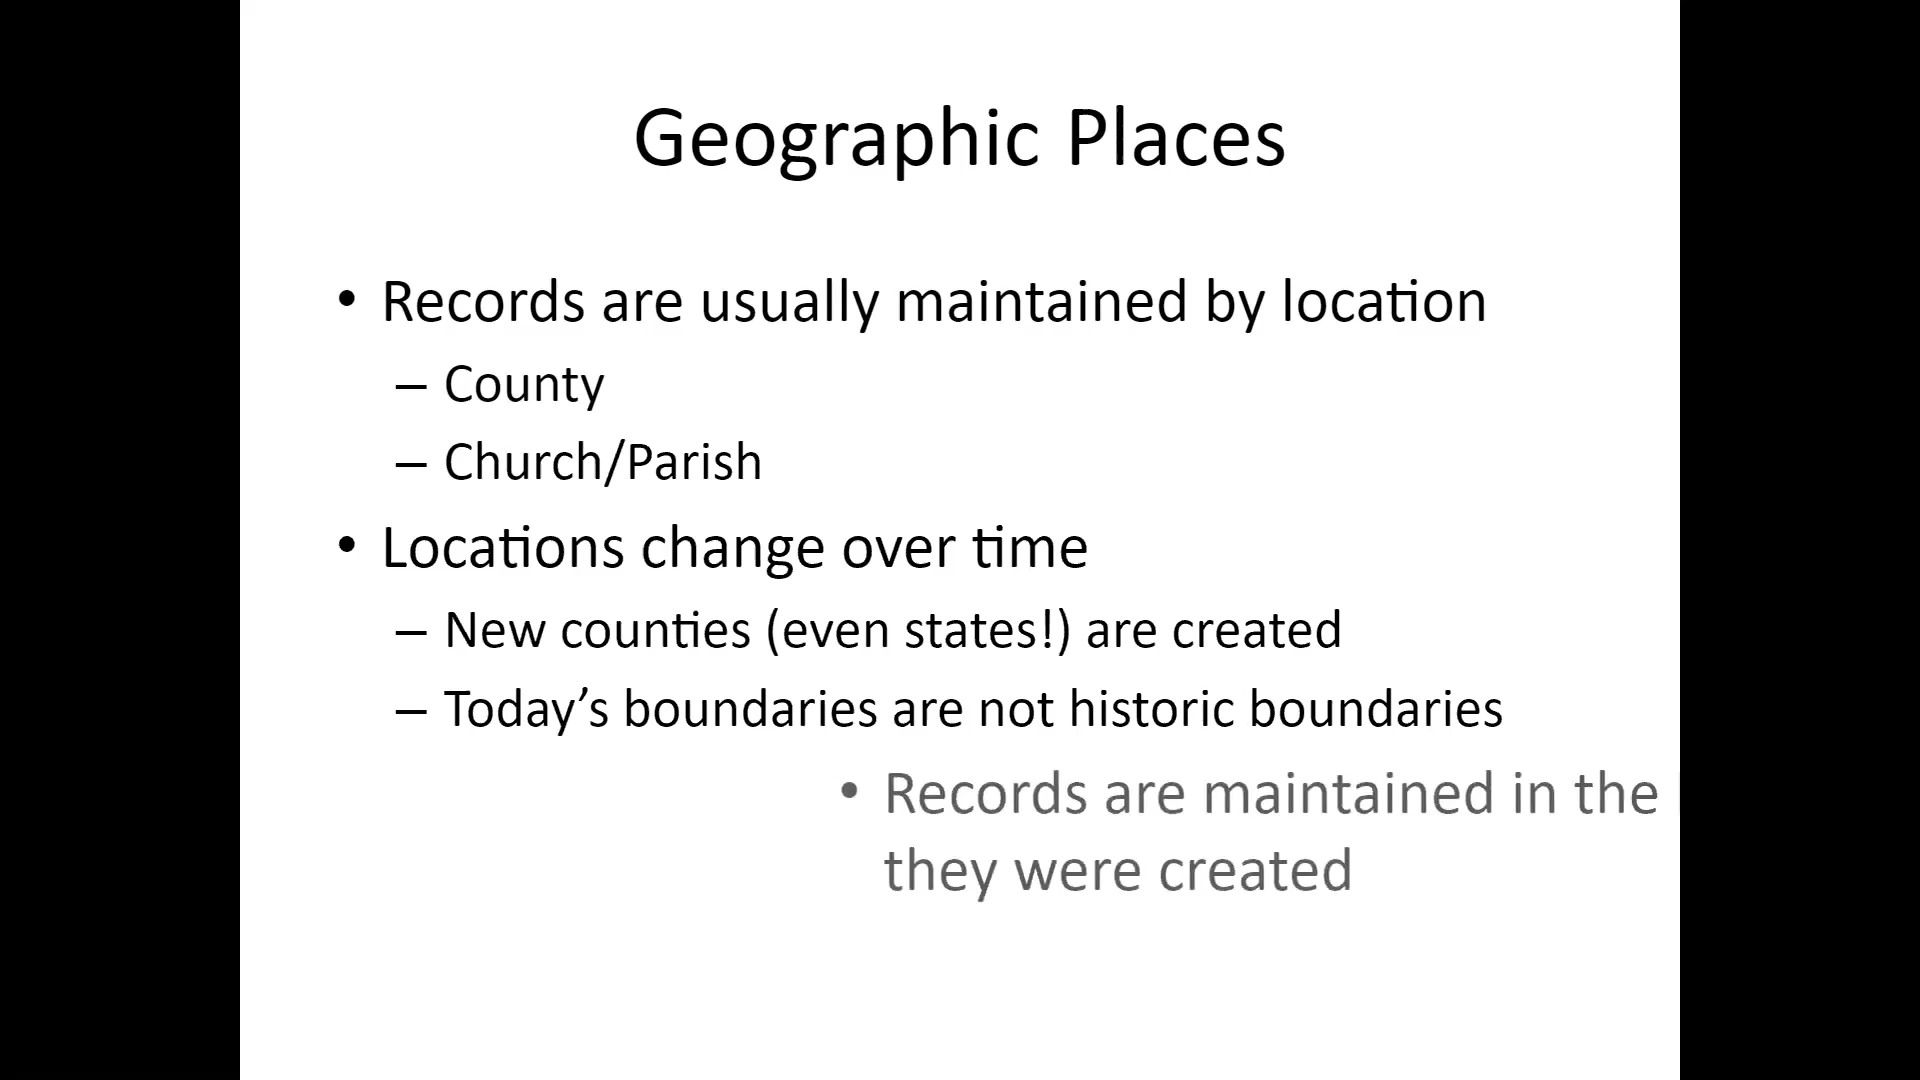 Geographic Places
• Records are usually maintained by location
– County
– Church/Parish
• Locations change over time
– New counties (even states!) are created
– Today’s boundaries are not historic boundaries
• Records are maintained in the
they were created